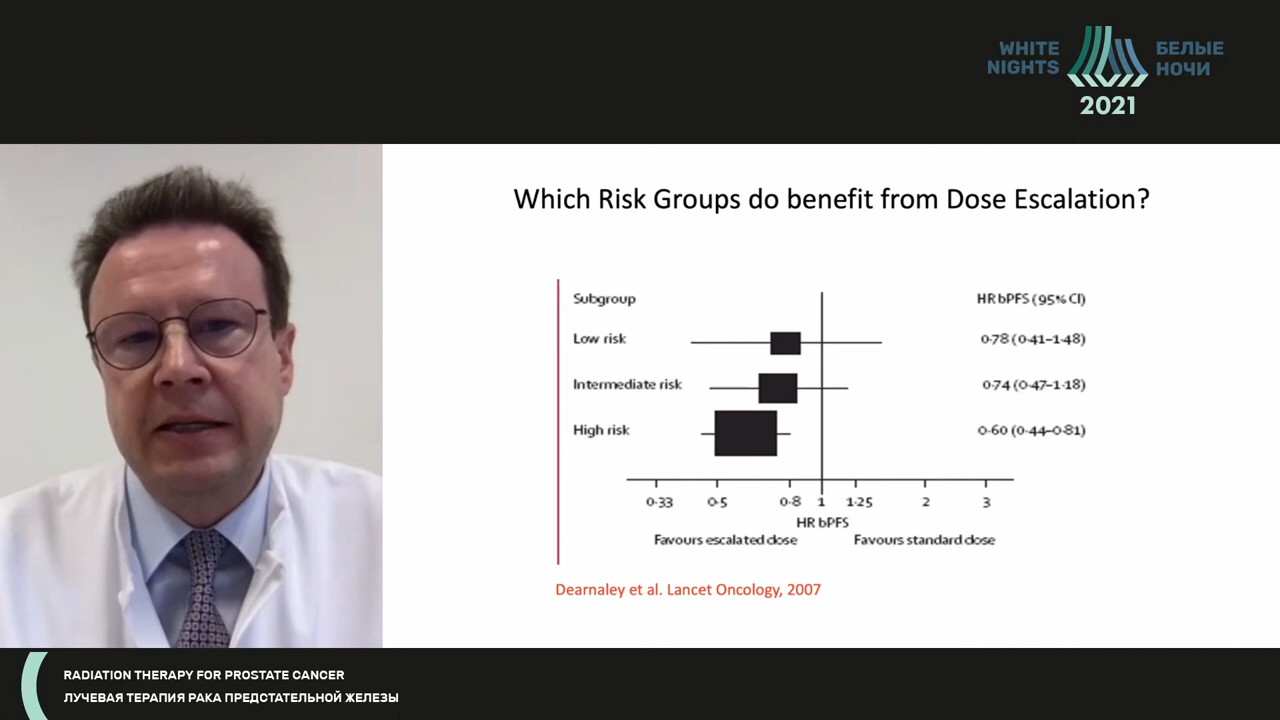 WHITE
NIGHTS
БЕЛЫЕ
НОЧИ
2021
Which Risk Groups do benefit from Dose Escalation?
Subgroup HR bPFS (95% CI)
Low risk 0·78 (0·41–1·48)
Intermediate risk 0·74 (0·47–1·18)
High risk 0·60 (0·44–0·81)
0·33 0·5 0·8 1 1·25 2 3
HR bPFS
Favours escalated dose Favours standard dose
Dearnaley et al. Lancet Oncology, 2007
RADIATION THERAPY FOR PROSTATE CANCER
ЛУЧЕВАЯ ТЕРАПИЯ РАКА ПРЕДСТАТЕЛЬНОЙ ЖЕЛЕЗЫ